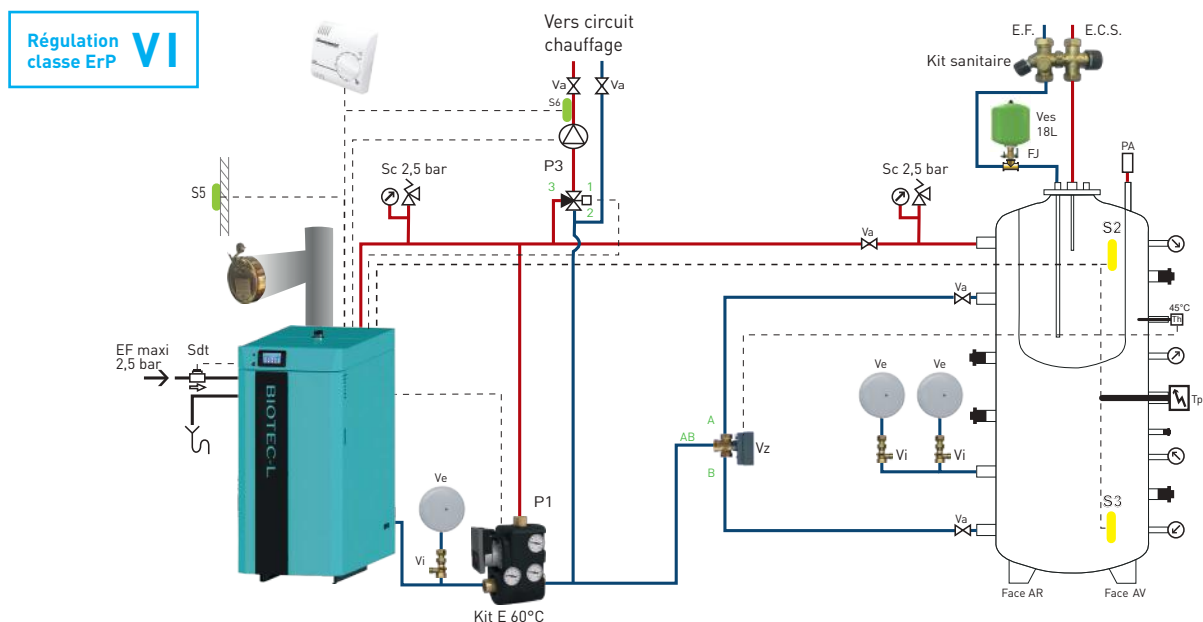 Régulation
classe ErP
VI
Vers circuit
chauffage
E.F.
E.C.S.
Kit sanitaire
Va
Va
S6
Ves
18L
FJ
PA
P3
Sc 2,5 bar
Sc 2,5 bar
3
1
2
S5
S2
Va
Va
45°C
Th
EF maxi
2,5 bar
Sdt
BIOTEC-L
Ve
Ve
A
AB
Vz
B
Vi
Vi
Tp
Ve
P1
S3
Va
Vi
Kit E 60°C
Face AR
Face AV